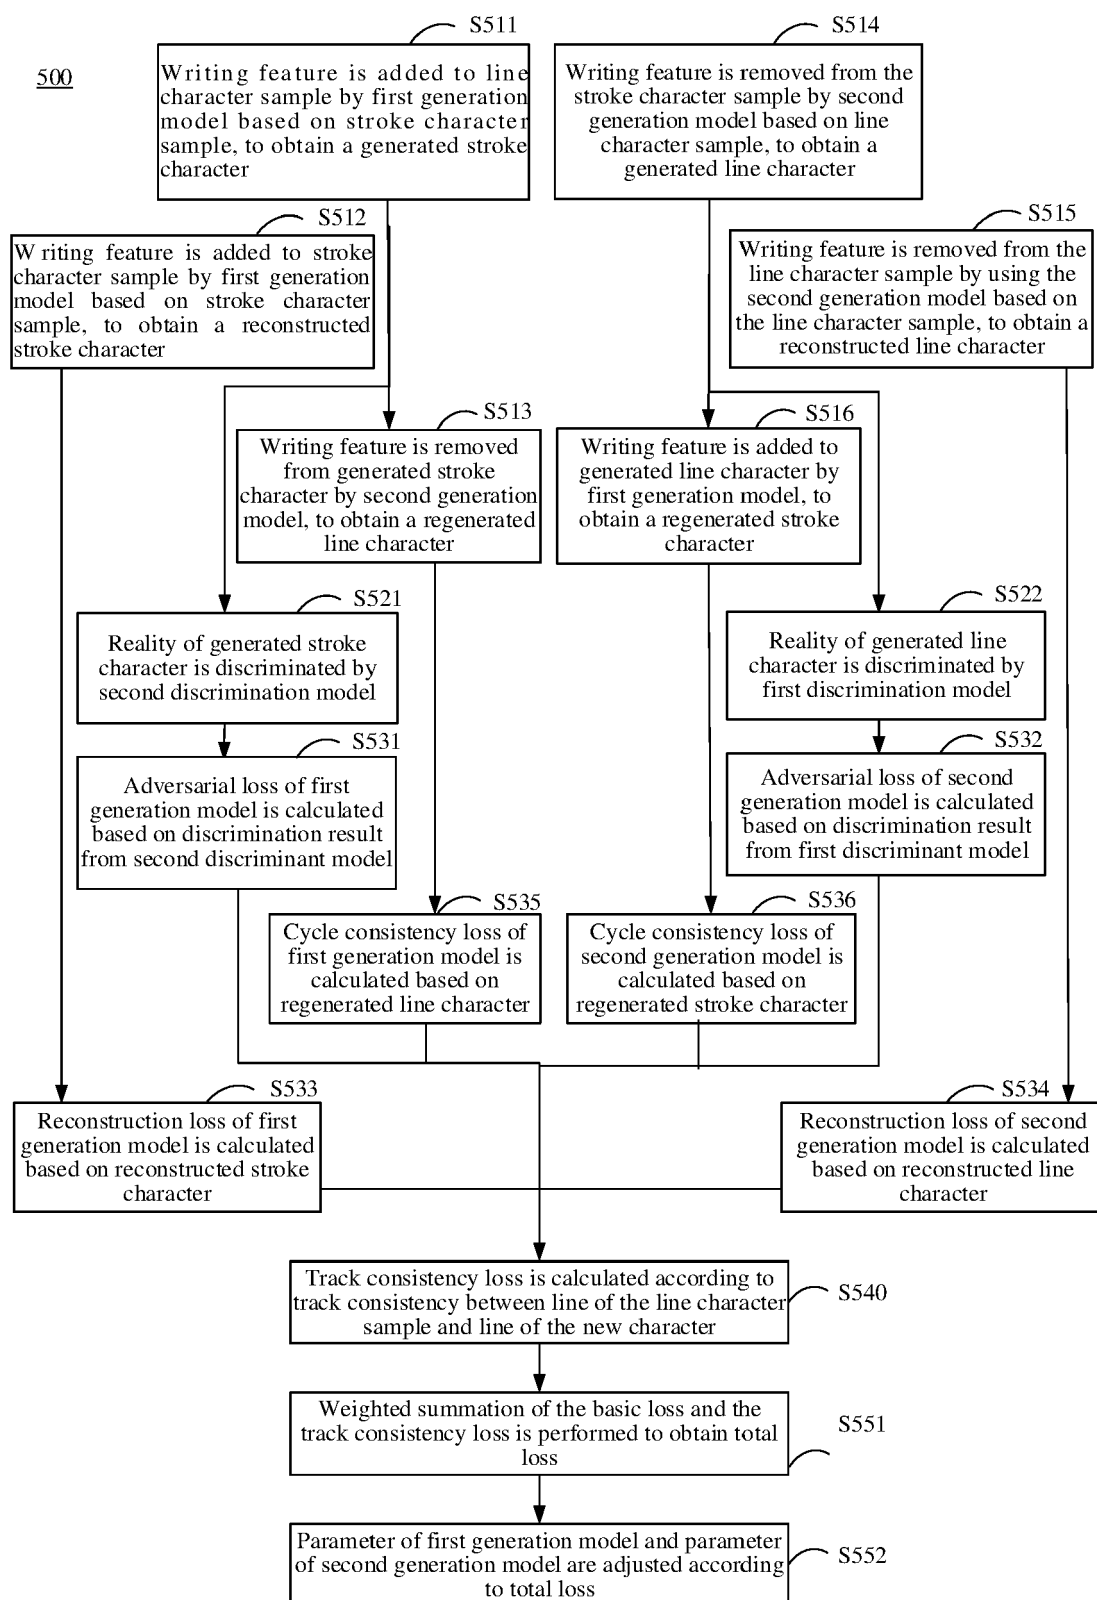 500
S511
Writing feature is added to line
character sample by first generation
model based on stroke character
sample, to obtain a generated stroke
character
S514
Writing feature is removed from the
stroke character sample by second
generation model based on line
character sample, to obtain a
generated line character
S512
Writing feature is added to stroke
character sample by first generation
model based on stroke character
sample, to obtain a reconstructed
stroke character
S515
Writing feature is removed from the
line character sample by using the
second generation model based on
the line character sample, to obtain a
reconstructed line character
S513
Writing feature is removed
from generated stroke
character by second generation
model, to obtain a regenerated
line character
S516
Writing feature is added to
generated line character by
first generation model, to
obtain a regenerated stroke
character
S521
Reality of generated stroke
character is discriminated by
second discrimination model
S522
Reality of generated line
character is discriminated by
first discrimination model
S531
Adversarial loss of first
generation model is calculated
based on discrimination result
from second discriminant model
S532
Adversarial loss of second
generation model is calculated
based on discrimination result
from first discriminant model
S535
Cycle consistency loss of
first generation model is
calculated based on
regenerated line character
S536
Cycle consistency loss of
second generation model is
calculated based on
regenerated stroke character
S533
Reconstruction loss of first
generation model is calculated
based on reconstructed stroke
character
S534
Reconstruction loss of second
generation model is calculated
based on reconstructed line
character
Track consistency loss is calculated according to
track consistency between line of the line character
sample and line of the new character
S540
Weighted summation of the basic loss and the
track consistency loss is performed to obtain total
loss
S551
Parameter of first generation model and parameter
of second generation model are adjusted according
to total loss
S552